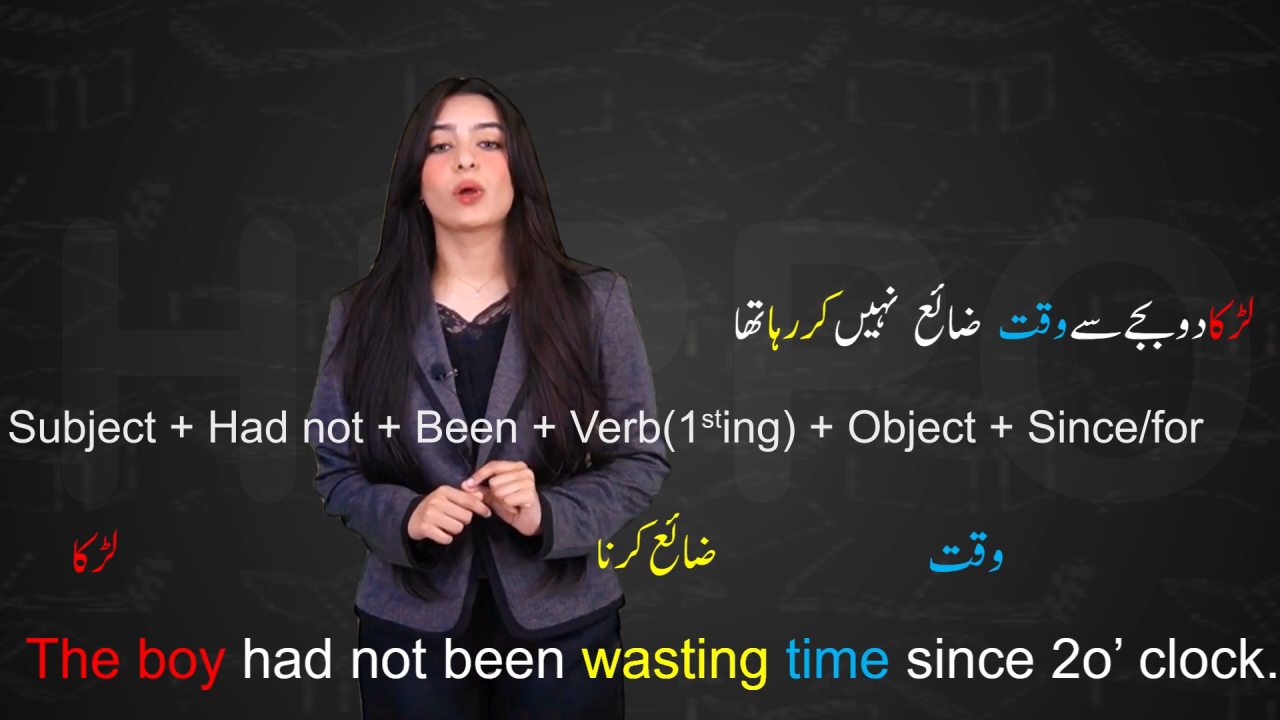 HIPPO
لڑکا دو بجے سے وقت ضائع نہیں کر رہا تھا
Subject + Had not + Been + Verb(1sting) + Object + Since/for
لڑکا ضائع کرنا وقت
The boy had not been wasting time since 2o’ clock.